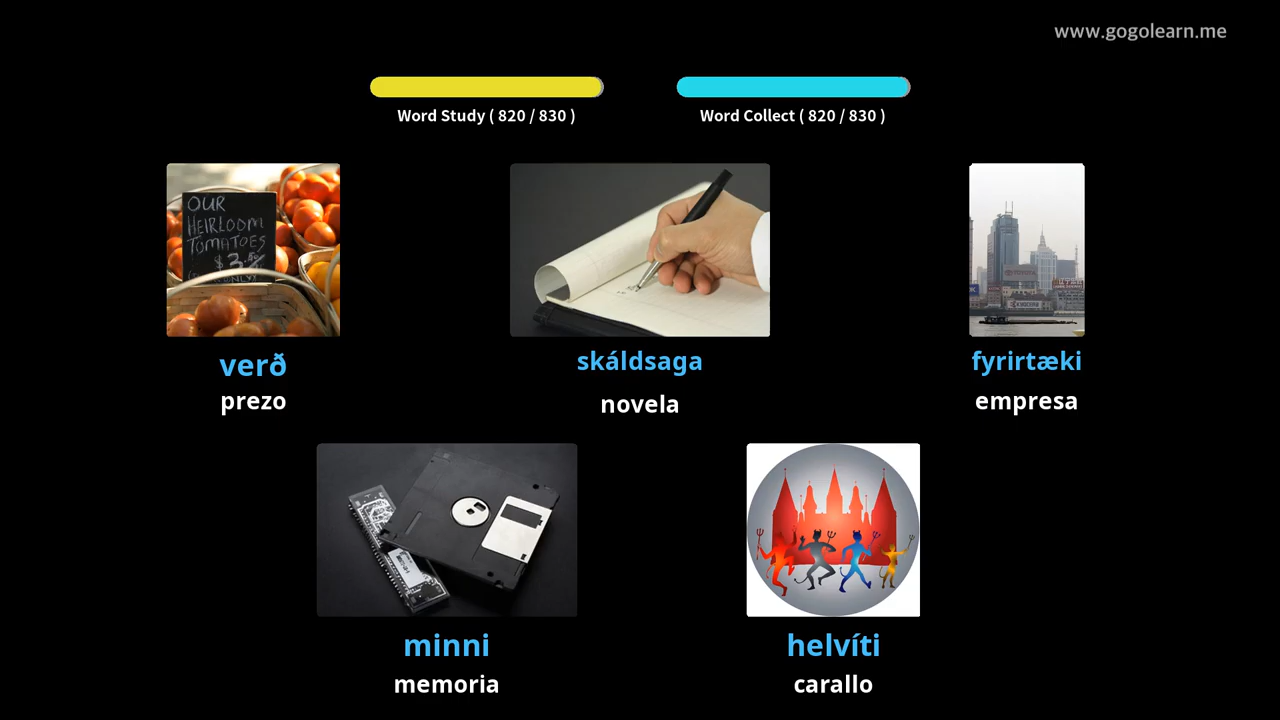 www.gogolearn.me
Word Study ( 820 / 830 )
Word Collect ( 820 / 830 )
OUR
HEIRLOOM
TOMATOES
TOYOTA
verð
prezo
skáldsaga
novela
fyrirtæki
empresa
minni
memoria
helvíti
carallo